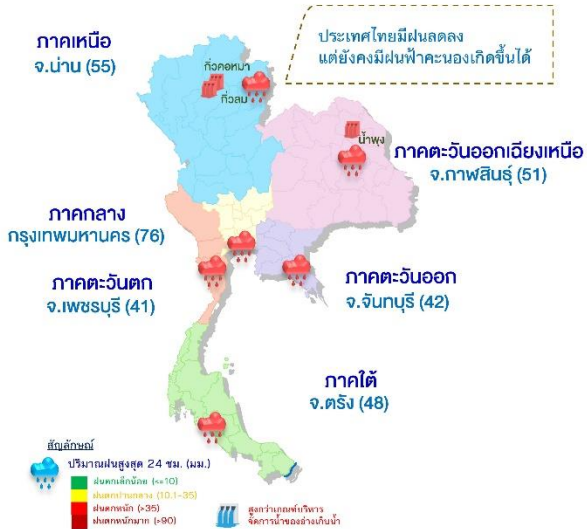 ประเทศไทยมีฝนลดลง
แต่ยังคงมีฝนฟ้าคะนองเกิดขึ้นได้
ภาคเหนือ
จ.น่าน (55)
กิ่วคอหมา
กิ่วลม
น้ำพุง
ภาคตะวันออกเฉียงเหนือ
จ.กาฬสินธุ์ (51)
ภาคกลาง
กรุงเทพมหานคร (76)
ภาคตะวันตก
จ.เพชรบุรี (41)
ภาคตะวันออก
จ.จันทบุรี (42)
ภาคใต้
จ.ตรัง (48)
สัญลักษณ์
ปริมาณฝนสูงสุด 24 ชม. (มม.)
ฝนตกเล็กน้อย (<=10)
ฝนตกปานกลาง (10.1-35)
ฝนตกหนัก (>35)
ฝนตกหนักมาก (>90)
สูงกว่าเกณฑ์บริหาร
จัดการน้ำของอ่างเก็บน้ำ